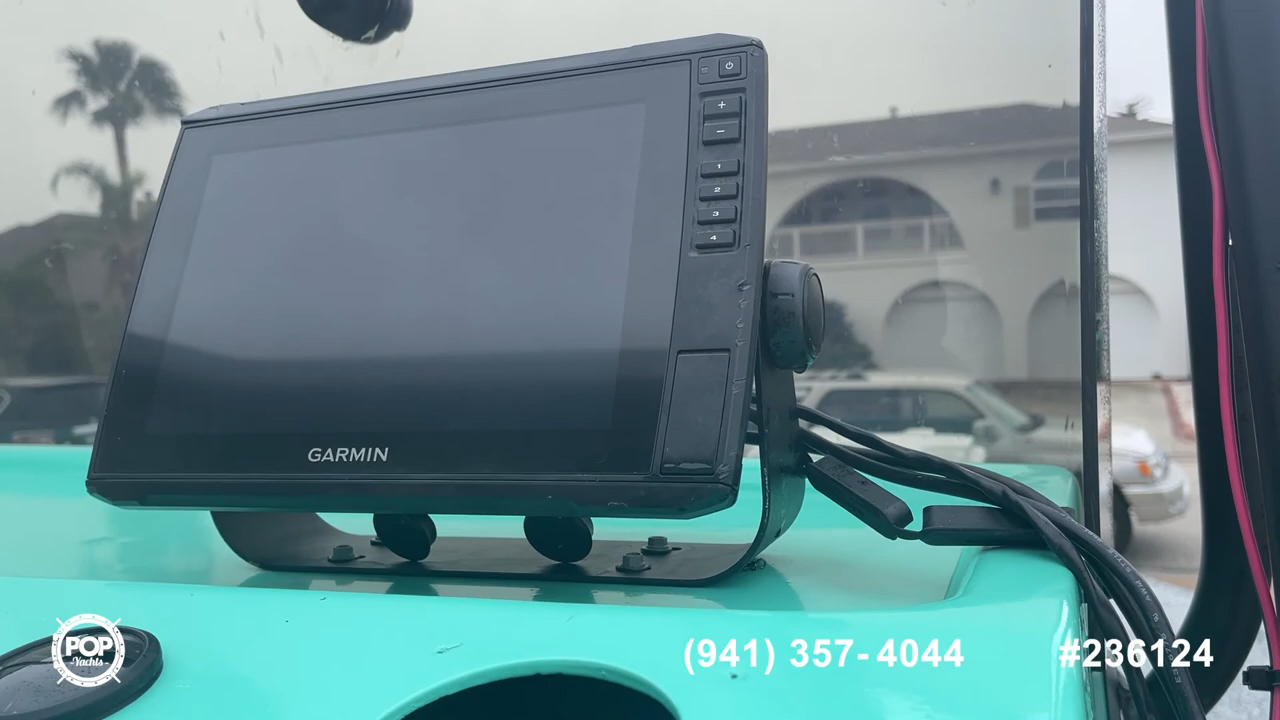 +
−
1
2
3
4
GARMIN
POP
Yachts
(941) 357-4044
#236124